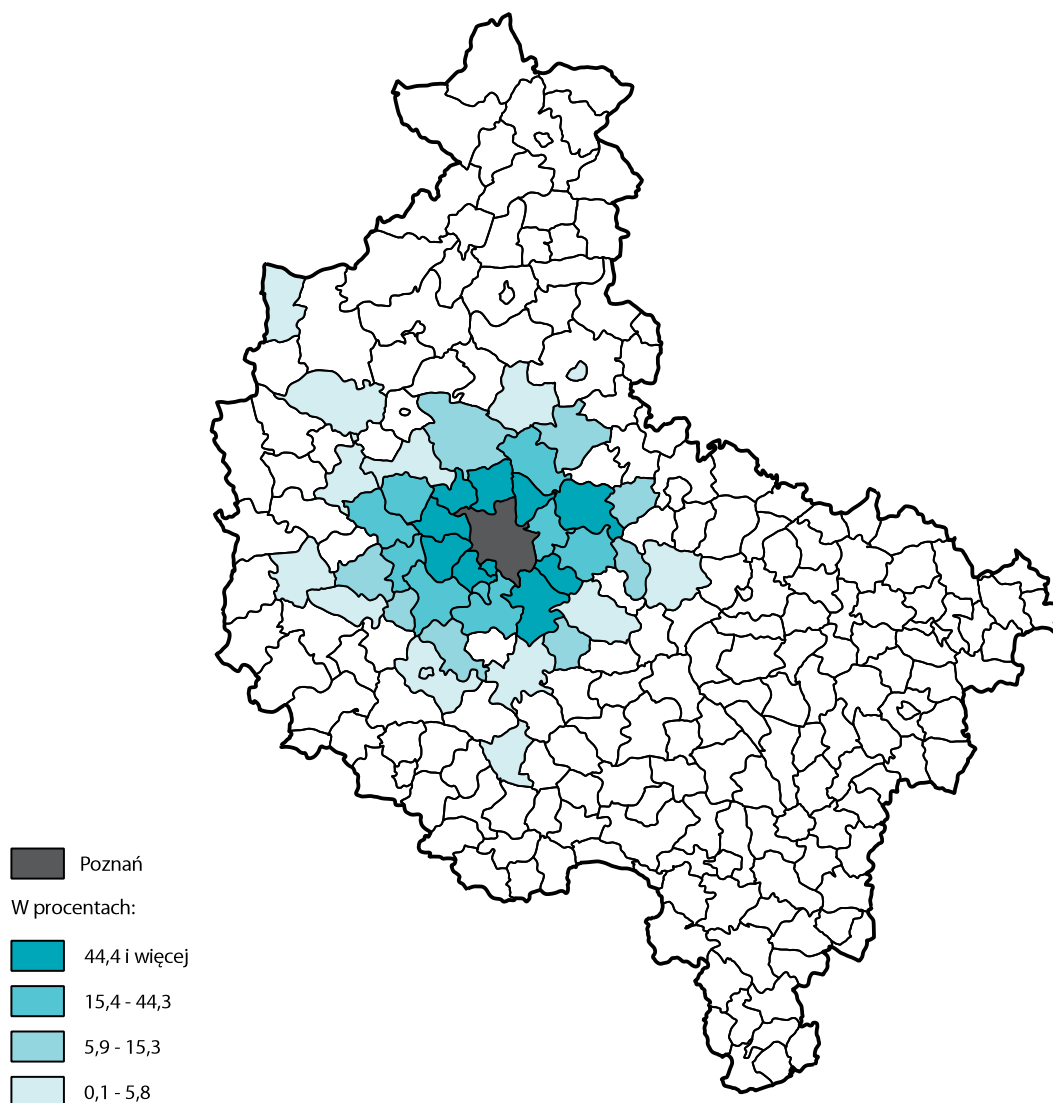 Poznań
W procentach:
44,4 i więcej
15,4 - 44,3
5,9 - 15,3
0,1 - 5,8